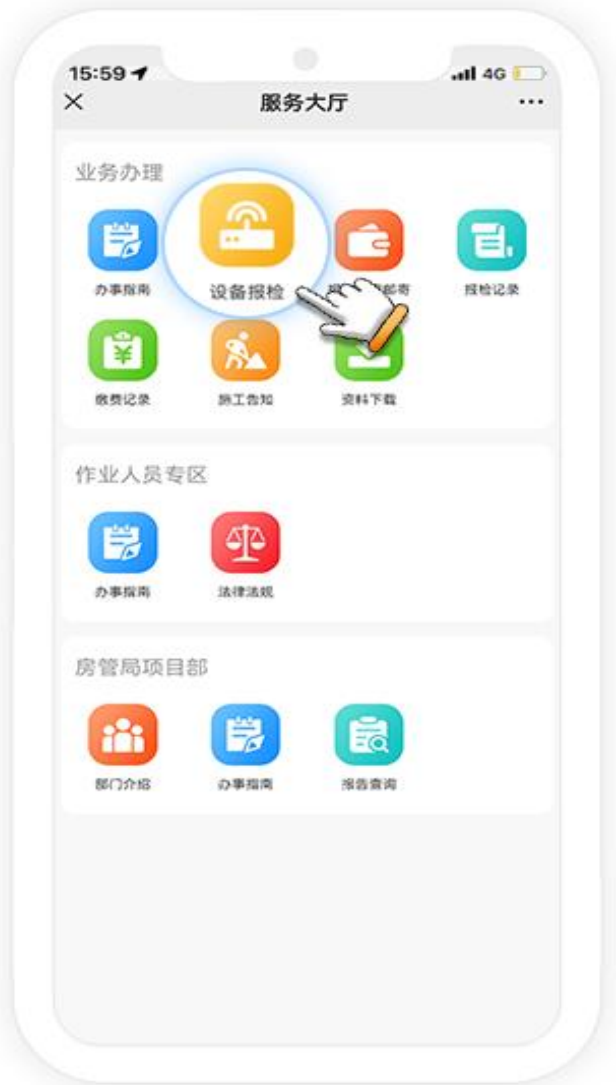 15:59
4G
服务大厅
业务办理
办事指南
设备报检
邮寄
报检记录
缴费记录
施工告知
资料下载
作业人员专区
办事指南
法律法规
房管局项目部
部门介绍
办事指南
报告查询